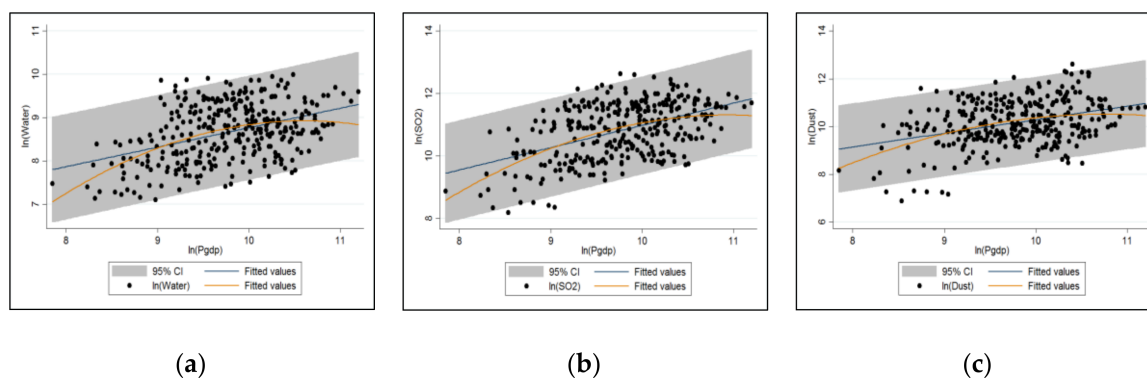 11
10
9
8
7
ln(Water)
8 9 10 11
ln(Pgdp)
95% CI Fitted values
ln(Water) Fitted values
(a)
14
12
10
8
ln(SO2)
8 9 10 11
ln(Pgdp)
95% CI Fitted values
ln(SO2) Fitted values
(b)
14
12
10
8
6
ln(Dust)
8 9 10 11
ln(Pgdp)
95% CI Fitted values
ln(Dust) Fitted values
(c)